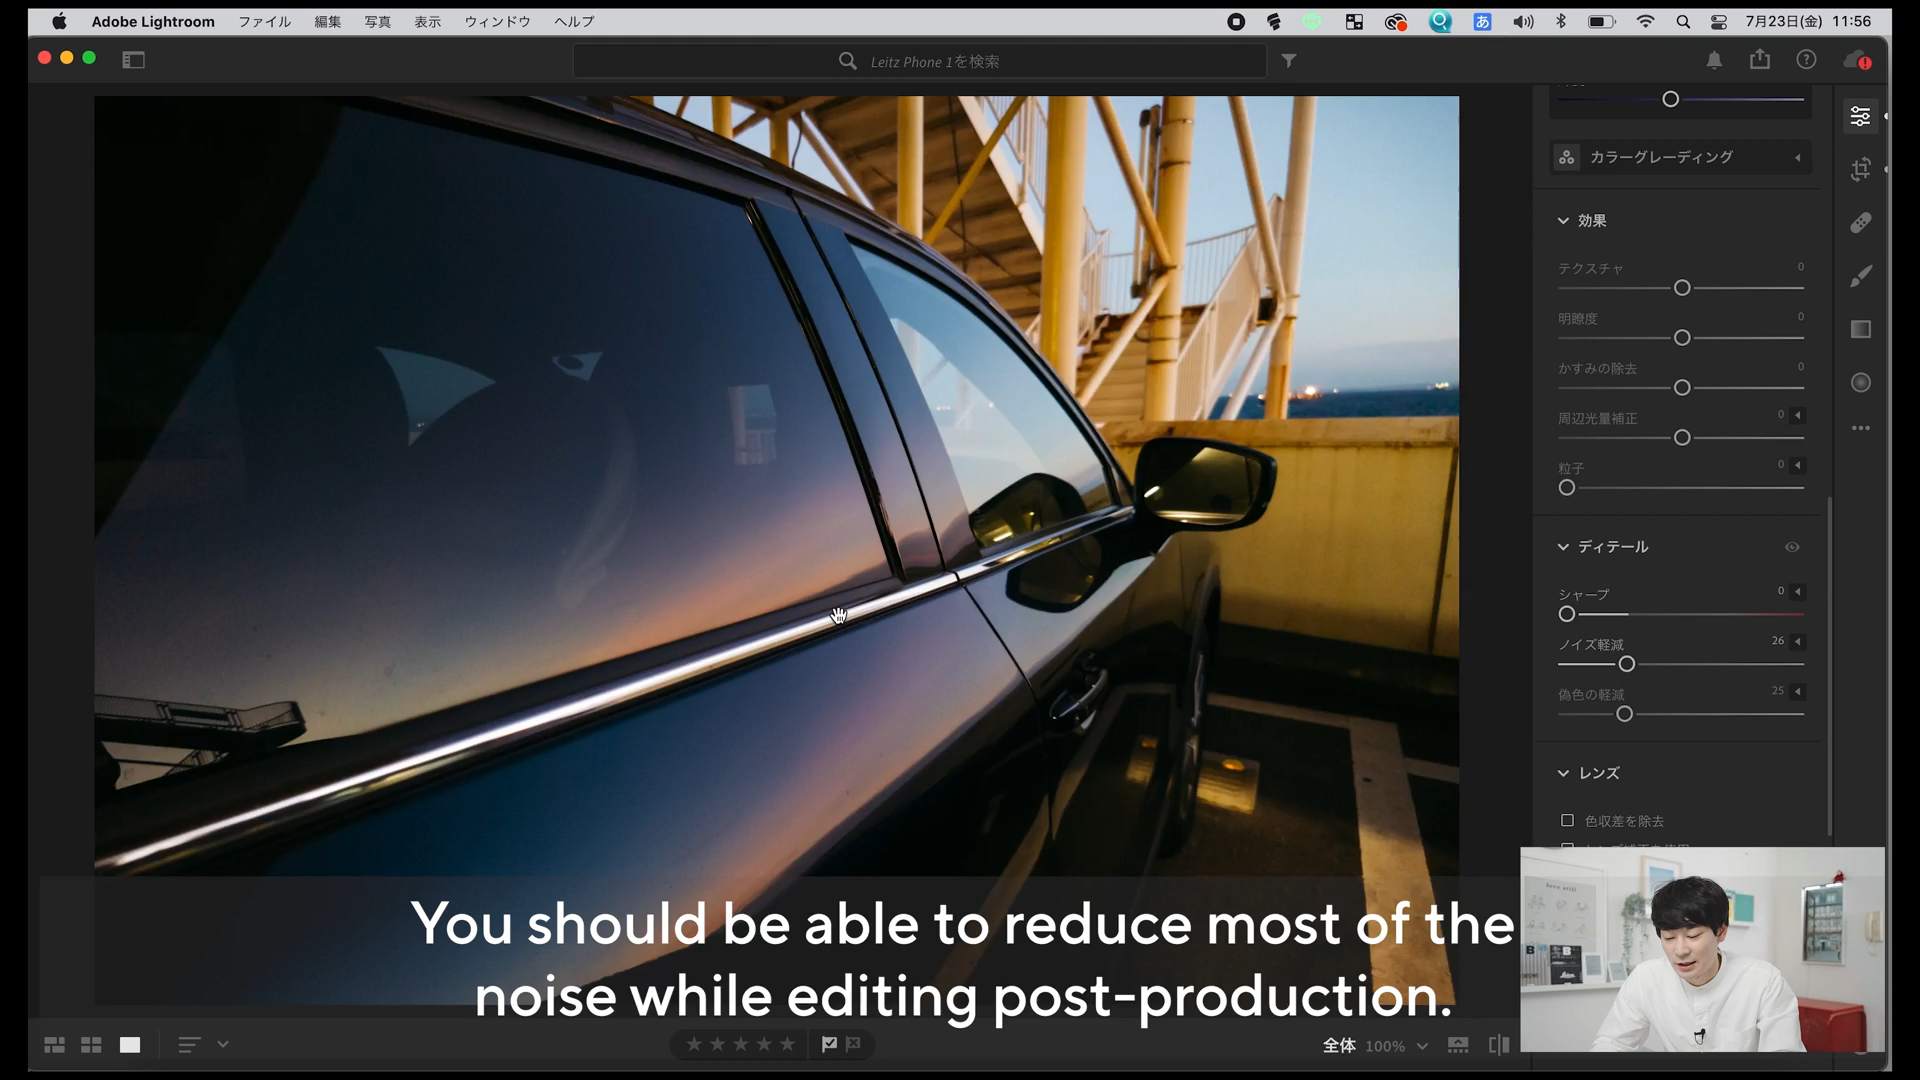 Adobe Lightroom ファイル 編集 写真 表示 ウィンドウ ヘルプ
あ 7月23日(金) 11:56
Leitz Phone 1を検索
カラーグレーディング
効果
テクスチャ 0
明瞭度 0
かすみの除去 0
周辺光量補正 0
粒子 0
ディテール
シャープ 0
ノイズ軽減 26
偽色の軽減 25
レンズ
色収差を除去
You should be able to reduce most of the
noise while editing post-production.
全体 100%